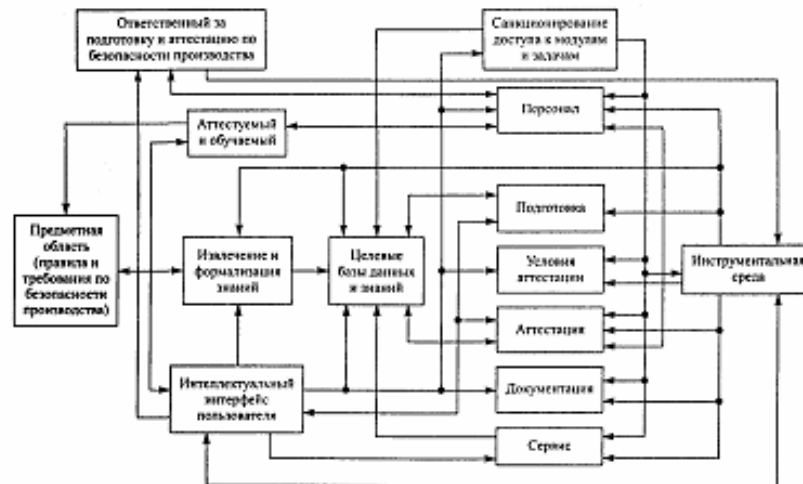 Ответственный за
подготовку и аттестацию по
безопасности производства
Санкционирование
доступа к модулям
и задачам
Персонал
Аттестуемый
и обучаемый
Предметная
область
(правила и
требования по
безопасности
производства)
Извлечение и
формализация
знаний
Целевые
базы данных
и знаний
Подготовка
Условия
аттестации
Инструментальная
среда
Аттестация
Интеллектуальный
интерфейс
пользователя
Документация
Сервис